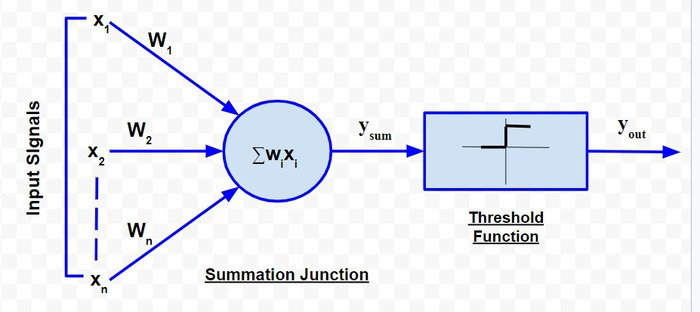 Input SIgnals
x1
W1
x2
W2
xn
Wn
∑wixi
Summation Junction
ysum
Threshold
Function
yout